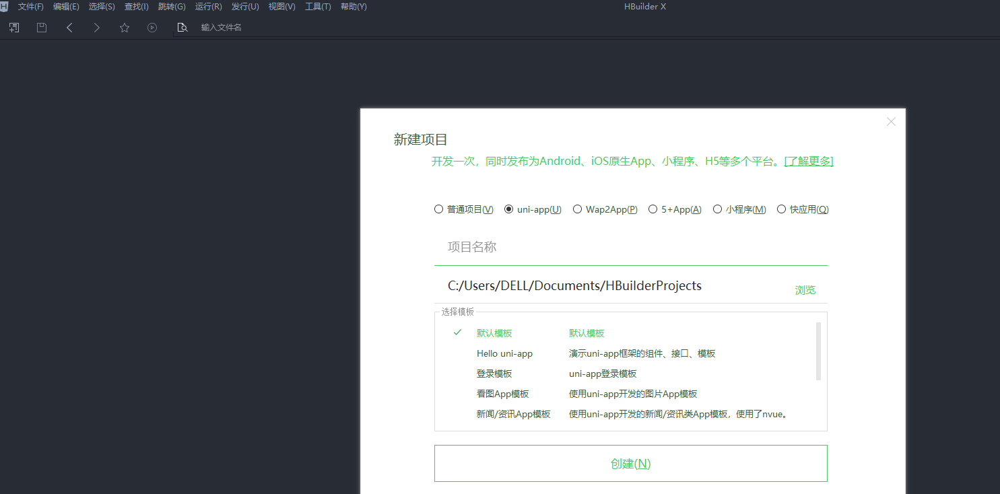 H 文件(F) 编辑(E) 选择(S) 查找(I) 跳转(G) 运行(R) 发行(U) 视图(V) 工具(T) 帮助(Y) HBuilder X
输入文件名
新建项目
开发一次，同时发布为Android、iOS原生App、小程序、H5等多个平台。[了解更多]
普通项目(V) uni-app(U) Wap2App(P) 5+App(A) 小程序(M) 快应用(Q)
项目名称
C:/Users/DELL/Documents/HBuilderProjects 浏览
选择模板
默认模板 默认模板
Hello uni-app 演示uni-app框架的组件、接口、模板
登录模板 uni-app登录模板
看图App模板 使用uni-app开发的图片App模板
新闻/资讯App模板 使用uni-app开发的新闻/资讯类App模板，使用了nvue。
创建(N)